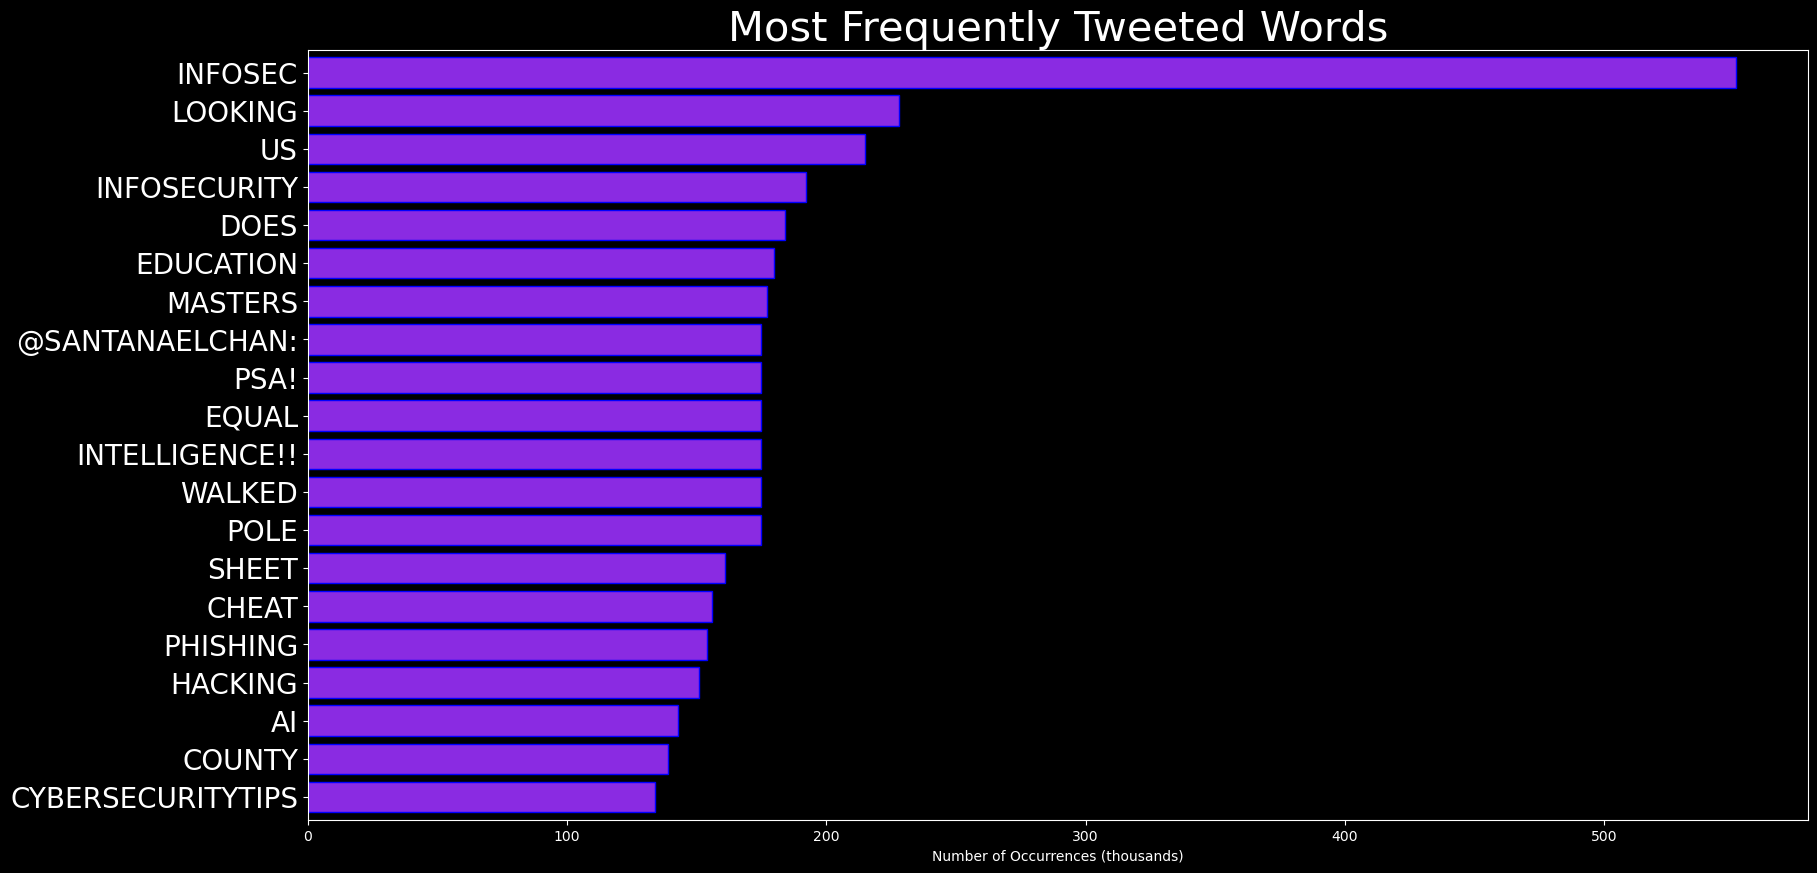 Most Frequently Tweeted Words
INFOSEC
LOOKING
US
INFOSECURITY
DOES
EDUCATION
MASTERS
@SANTANAELCHAN:
PSA!
EQUAL
INTELLIGENCE!!
WALKED
POLE
SHEET
CHEAT
PHISHING
HACKING
AI
COUNTY
CYBERSECURITYTIPS
0 100 200 300 400 500
Number of Occurrences (thousands)